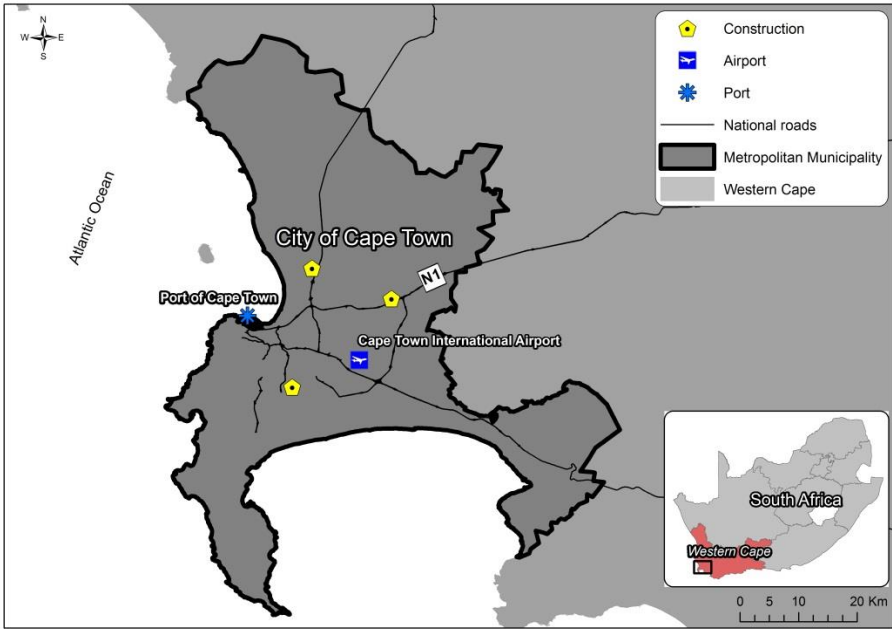 N
W E
S
Construction
Airport
Port
National roads
Metropolitan Municipality
Western Cape
Atlantic Ocean
City of Cape Town
N1
Port of Cape Town
Cape Town International Airport
South Africa
Western Cape
0 5 10 20 Km